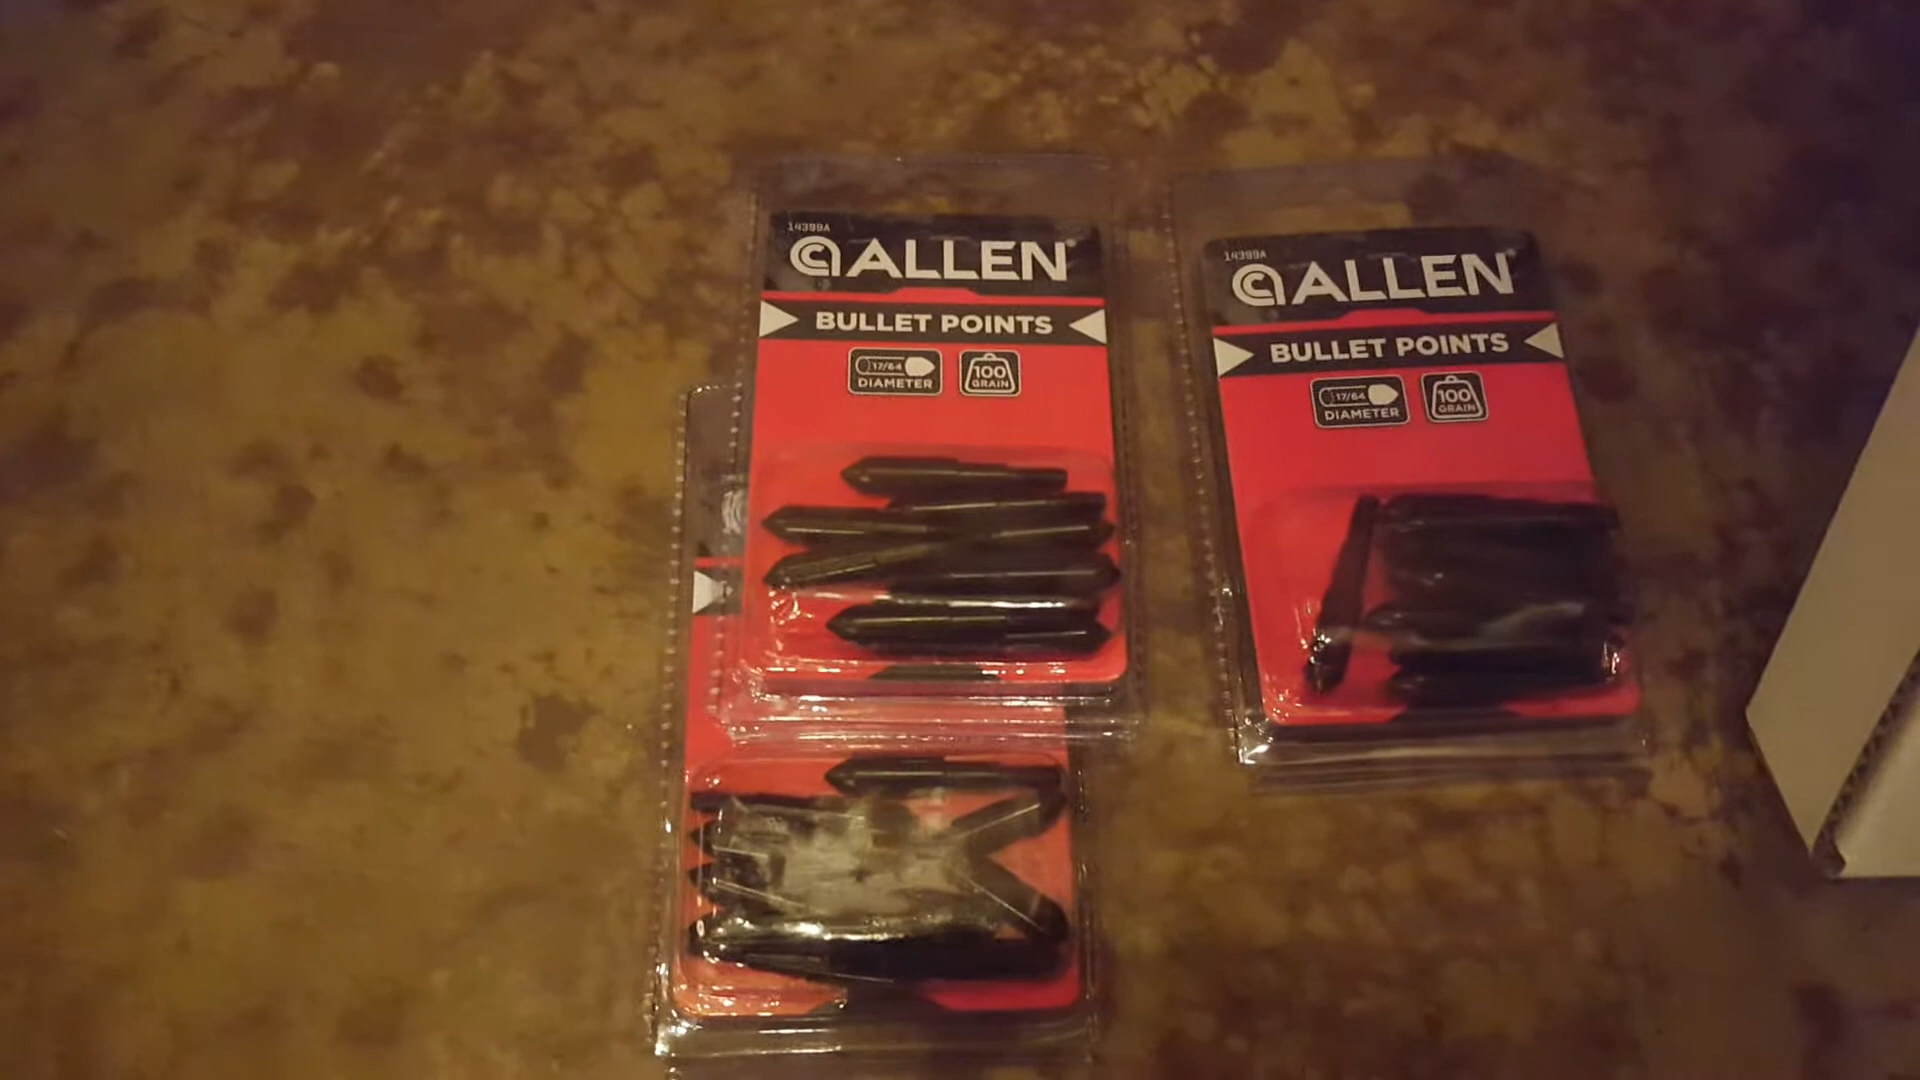 14399A
ALLEN
BULLET POINTS
17/64
DIAMETER
100
GRAIN
14399A
ALLEN
BULLET POINTS
17/64
DIAMETER
100
GRAIN